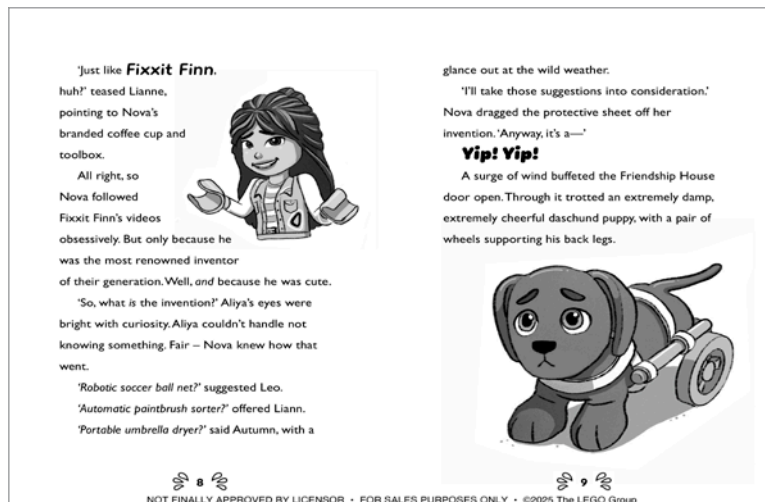 ‘Just like Fixxit Finn,
huh?’ teased Lianne,
pointing to Nova’s
branded coffee cup and
toolbox.
All right, so
Nova followed
Fixxit Finn’s videos
obsessively. But only because he
was the most renowned inventor
of their generation. Well, and because he was cute.
‘So, what is the invention?’ Aliya’s eyes were
bright with curiosity. Aliya couldn’t handle not
knowing something. Fair – Nova knew how that
went.
‘Robotic soccer ball net?’ suggested Leo.
‘Automatic paintbrush sorter?’ offered Liann.
‘Portable umbrella dryer?’ said Autumn, with a
8
glance out at the wild weather.
‘I’ll take those suggestions into consideration.’
Nova dragged the protective sheet off her
invention. ‘Anyway, it’s a—’
Yip! Yip!
A surge of wind buffeted the Friendship House
door open. Through it trotted an extremely damp,
extremely cheerful daschund puppy, with a pair of
wheels supporting his back legs.
9
NOT FINALLY APPROVED BY LICENSOR • FOR SALES PURPOSES ONLY • ©2025 The LEGO Group